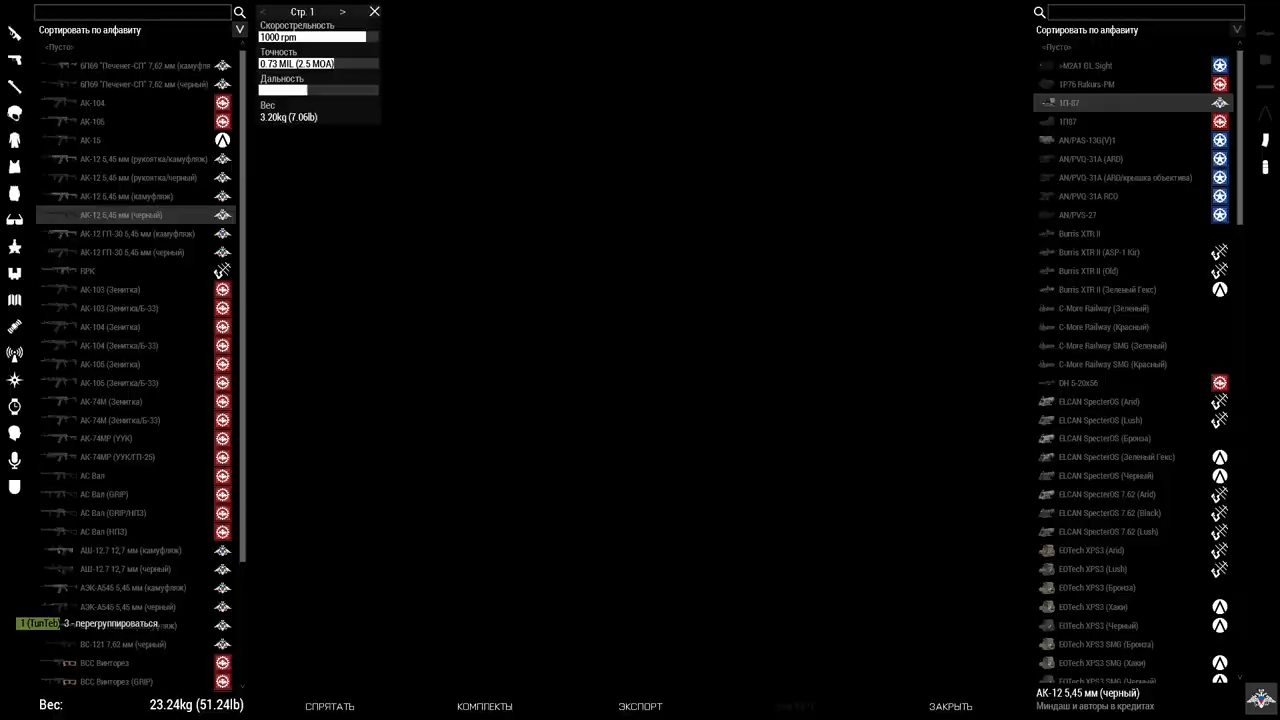 Сортировать по алфавиту
<Пусто>
6П69 "Печенег-СП" 7,62 мм (камуфля
6П69 "Печенег-СП" 7,62 мм (черный)
АК-104
АК-105
АК-15
АК-12 5,45 мм (рукоятка/камуфляж)
АК-12 5,45 мм (рукоятка/черный)
АК-12 5,45 мм (камуфляж)
АК-12 5,45 мм (черный)
АК-12 ГП-30 5,45 мм (камуфляж)
АК-12 ГП-30 5,45 мм (черный)
RPK
АК-103 (Зенитка)
АК-103 (Зенитка/Б-33)
АК-104 (Зенитка)
АК-104 (Зенитка/Б-33)
АК-105 (Зенитка)
АК-105 (Зенитка/Б-33)
АК-74М (Зенитка)
АК-74М (Зенитка/Б-33)
АК-74МР (УУК)
АК-74МР (УУК/ГП-25)
АС Вал
АС Вал (GRIP)
АС Вал (GRIP/НПЗ)
АС Вал (НПЗ)
АШ-12.7 12,7 мм (камуфляж)
АШ-12.7 12,7 мм (черный)
АЭК-А545 5,45 мм (камуфляж)
АЭК-А545 5,45 мм (черный)
1 (TunTeb) 3 - перегруппироваться
ВС-121 7,62 мм (черный)
ВСС Винторез
ВСС Винторез (GRIP)
Вес: 23.24kg (51.24lb)
< Стр. 1 >
Скорострельность
1000 rpm
Точность
0.73 MIL (2.5 MOA)
Дальность
Вес
3.20kg (7.06lb)
СПРЯТАТЬ
КОМПЛЕКТЫ
ЭКСПОРТ
ЗАКРЫТЬ
Сортировать по алфавиту
<Пусто>
»M2A1 GL Sight
1P76 Rakurs-PM
1П-87
1П87
AN/PAS-13G(V)1
AN/PVQ-31A (ARD)
AN/PVQ-31A (ARD/крышка объектива)
AN/PVQ-31A RCO
AN/PVS-27
Burris XTR II
Burris XTR II (ASP-1 Kir)
Burris XTR II (Old)
Burris XTR II (Зеленый Гекс)
C-More Railway (Зеленый)
C-More Railway (Красный)
C-More Railway SMG (Зеленый)
C-More Railway SMG (Красный)
DH 5-20x56
ELCAN SpecterOS (Arid)
ELCAN SpecterOS (Lush)
ELCAN SpecterOS (Бронза)
ELCAN SpecterOS (Зеленый Гекс)
ELCAN SpecterOS (Черный)
ELCAN SpecterOS 7.62 (Arid)
ELCAN SpecterOS 7.62 (Black)
ELCAN SpecterOS 7.62 (Lush)
EOTech XPS3 (Arid)
EOTech XPS3 (Lush)
EOTech XPS3 (Бронза)
EOTech XPS3 (Хаки)
EOTech XPS3 (Черный)
EOTech XPS3 SMG (Бронза)
EOTech XPS3 SMG (Хаки)
EOTech XPS3 SMG (Черный)
АК-12 5,45 мм (черный)
Миндаш и авторы в кредитах